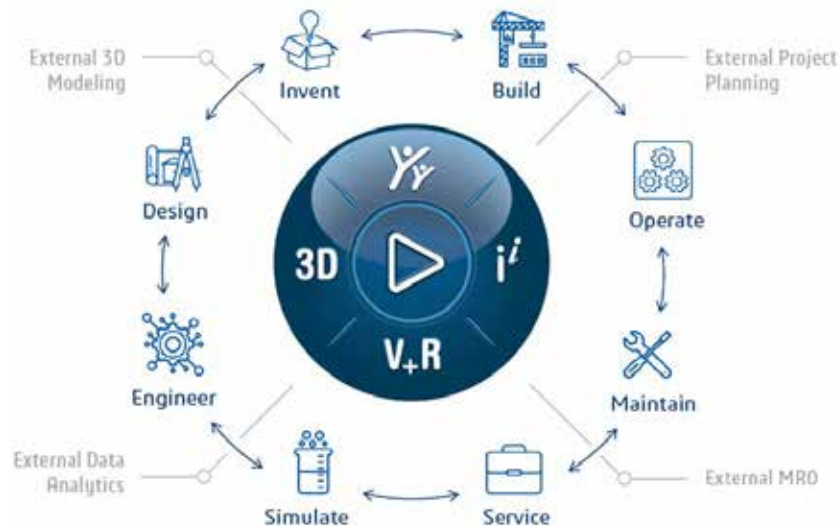 External 3D
Modeling
Invent
Build
External Project
Planning
Design
Operate
3D
i i
V+R
Engineer
Maintain
External Data
Analytics
Simulate
Service
External MRO